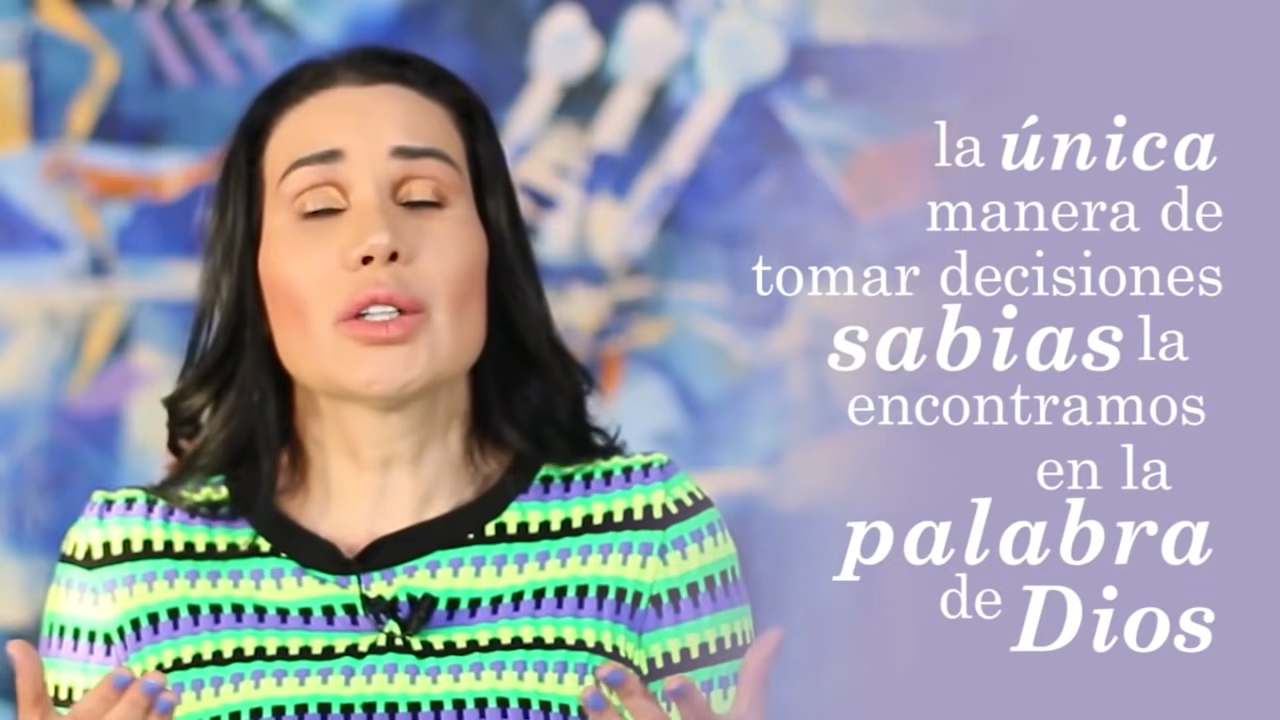 la única
manera de
tomar decisiones
sabias la
encontramos
en la
palabra
de Dios